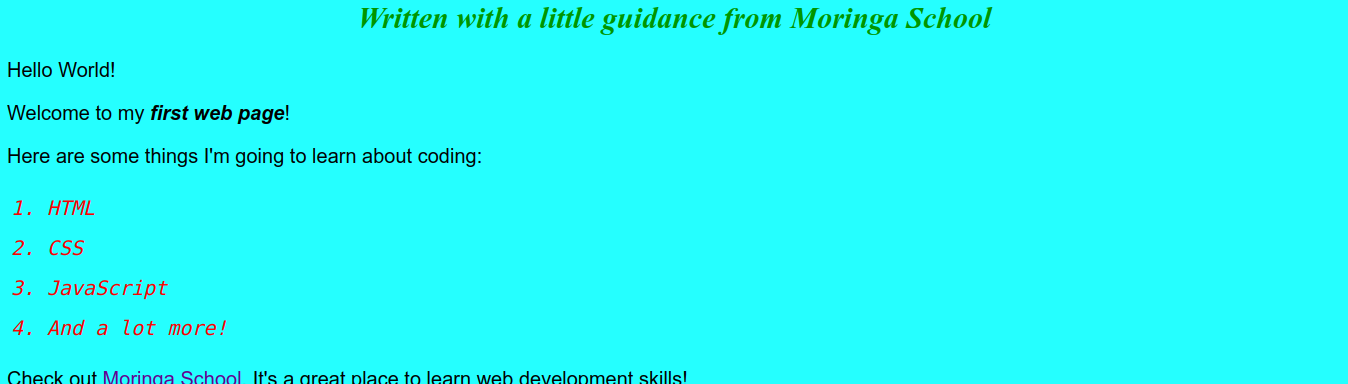 Written with a little guidance from Moringa School
Hello World!
Welcome to my first web page!
Here are some things I'm going to learn about coding:
1. HTML
2. CSS
3. JavaScript
4. And a lot more!
Check out Moringa School. It's a great place to learn web development skills!